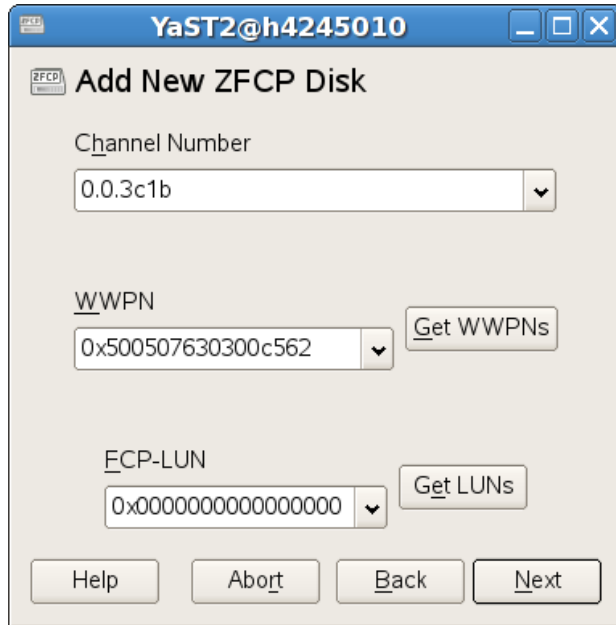 YaST2@h4245010
ZFCP Add New ZFCP Disk
Channel Number
0.0.3c1b
WWPN
0x500507630300c562
Get WWPNs
FCP-LUN
0x0000000000000000
Get LUNs
Help Abort Back Next